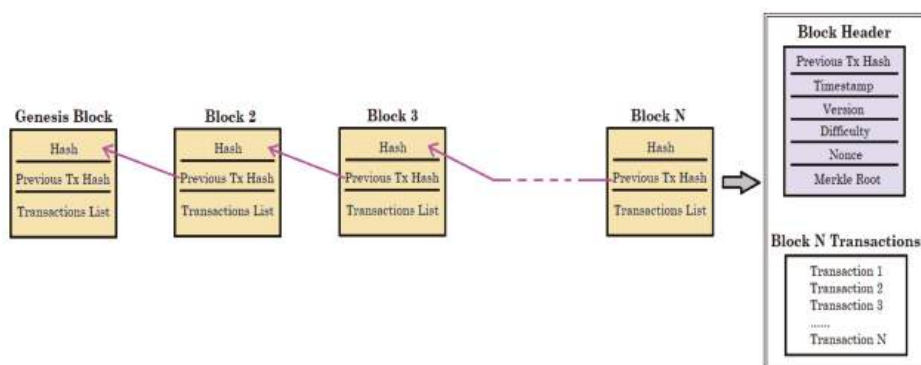 Genesis Block
Hash
Previous Tx Hash
Transactions List
Block 2
Hash
Previous Tx Hash
Transactions List
Block 3
Hash
Previous Tx Hash
Transactions List
Block N
Hash
Previous Tx Hash
Transactions List
Block Header
Previous Tx Hash
Timestamp
Version
Difficulty
Nonce
Merkle Root
Block N Transactions
Transaction 1
Transaction 2
Transaction 3
......
Transaction N